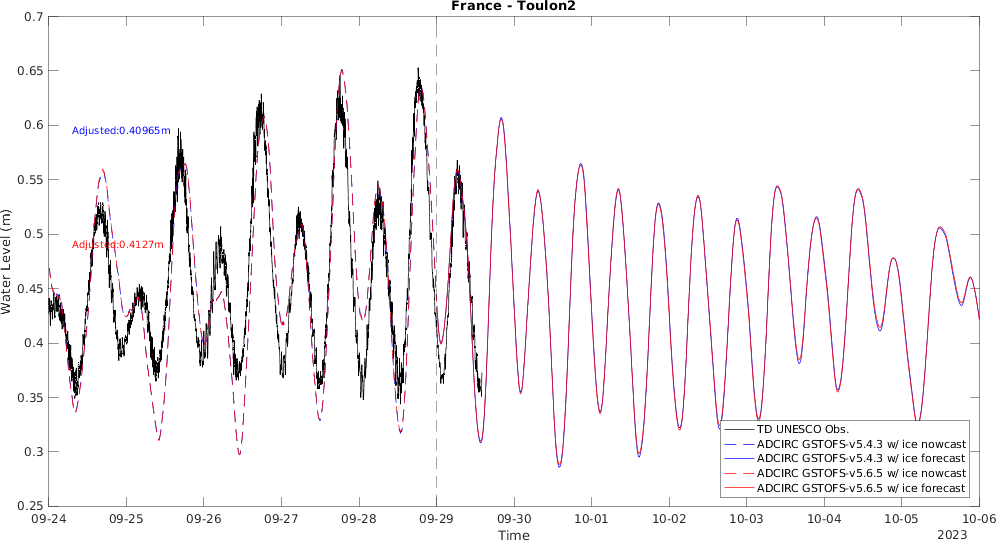 France - Toulon2
Water Level (m)
0.7
0.65
0.6
0.55
0.5
0.45
0.4
0.35
0.3
0.25
Adjusted:0.40965m
Adjusted:0.4127m
TD UNESCO Obs.
ADCIRC GSTOFS-v5.4.3 w/ ice nowcast
ADCIRC GSTOFS-v5.4.3 w/ ice forecast
ADCIRC GSTOFS-v5.6.5 w/ ice nowcast
ADCIRC GSTOFS-v5.6.5 w/ ice forecast
09-24 09-25 09-26 09-27 09-28 09-29 09-30 10-01 10-02 10-03 10-04 10-05 10-06
Time
2023